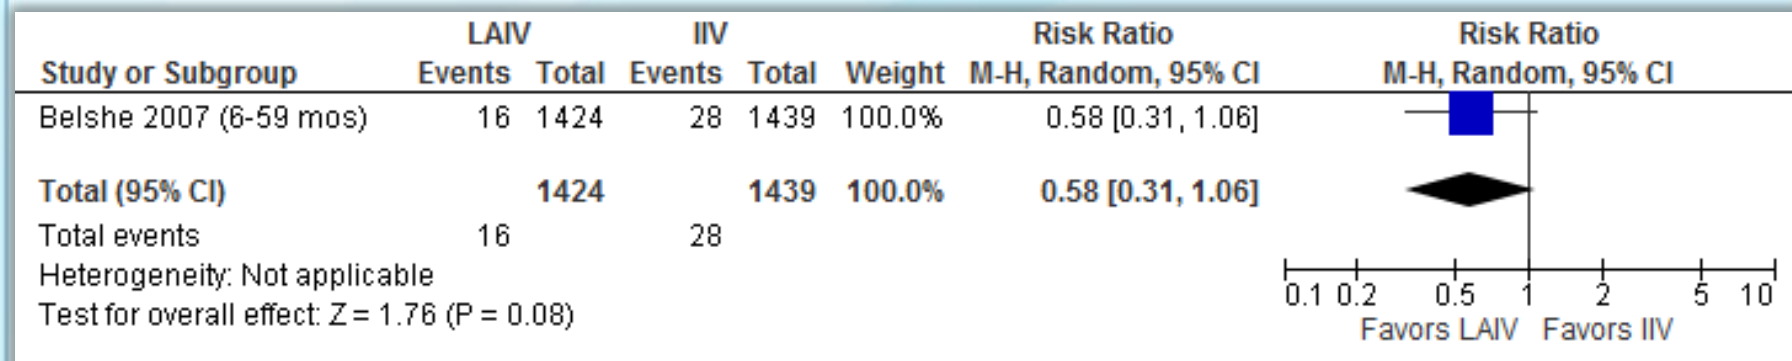 LAIV IIV Risk Ratio Risk Ratio
Study or Subgroup Events Total Events Total Weight M-H, Random, 95% CI M-H, Random, 95% CI
Belshe 2007 (6-59 mos) 16 1424 28 1439 100.0% 0.58 [0.31, 1.06]
Total (95% CI) 1424 1439 100.0% 0.58 [0.31, 1.06]
Total events 16 28
Heterogeneity: Not applicable
Test for overall effect: Z = 1.76 (P = 0.08)
0.1 0.2 0.5 1 2 5 10
Favors LAIV Favors IIV